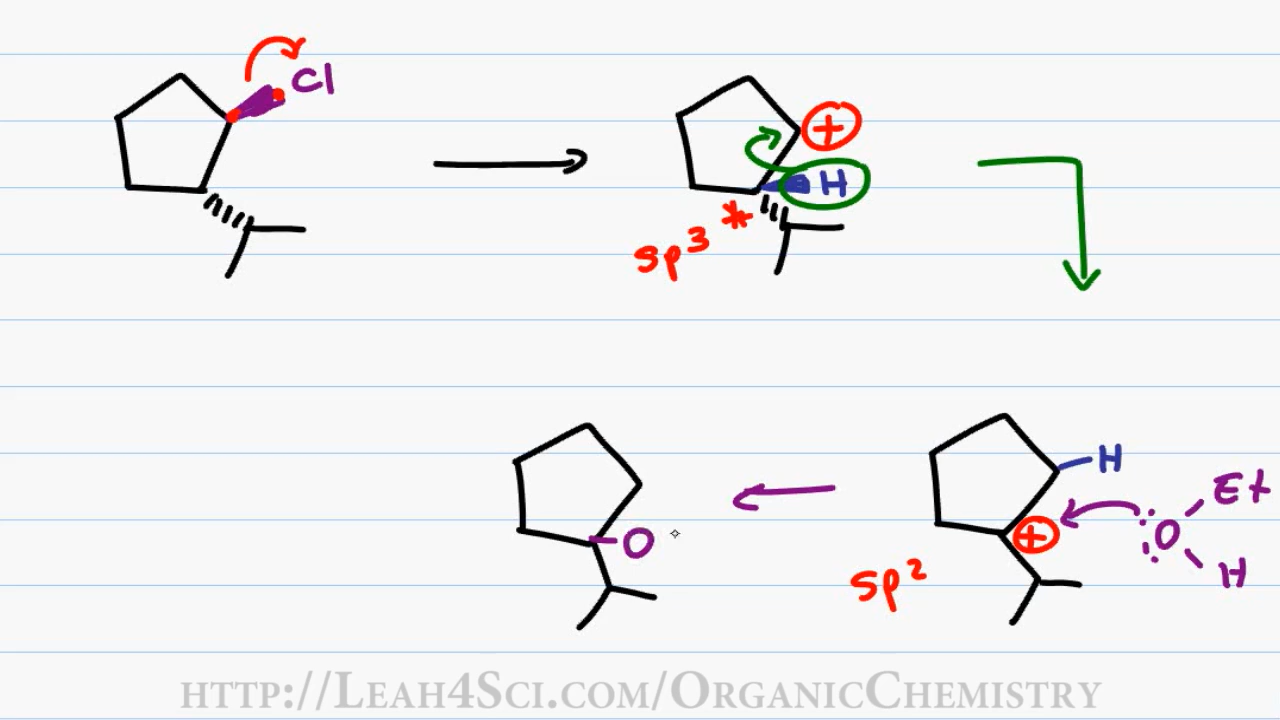 Cl
+
H
sp³ *
H
Et
O
H
+
sp²
O
http://Leah4Sci.com/OrganicChemistry